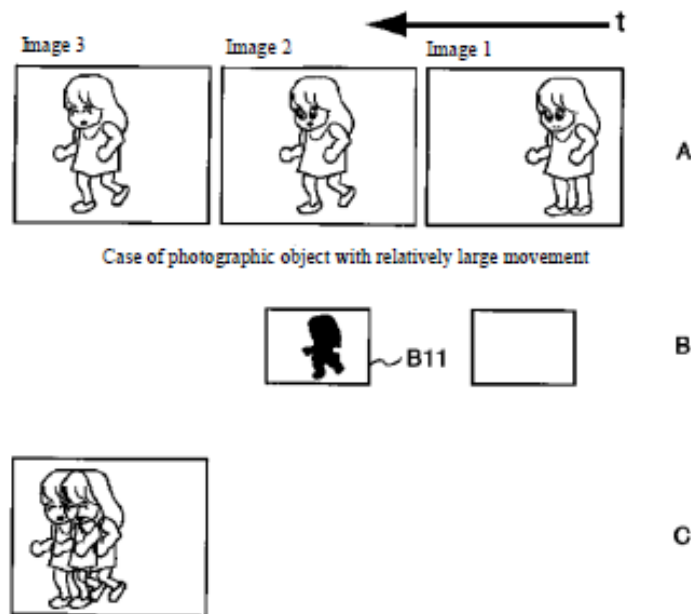 t
Image 3 Image 2 Image 1
A
Case of photographic object with relatively large movement
B11
B
C